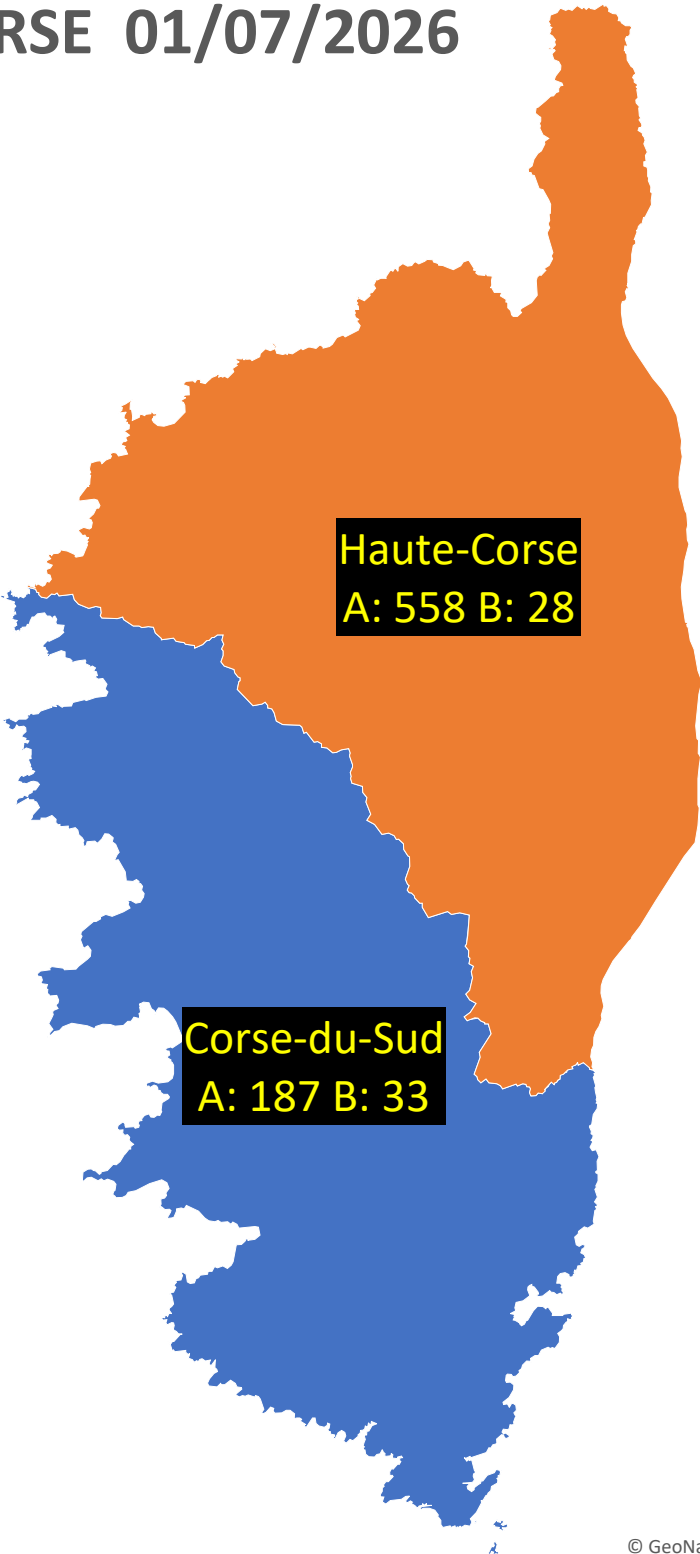 RSE 01/07/2026
Haute-Corse
A: 558 B: 28
Corse-du-Sud
A: 187 B: 33
© GeoNa